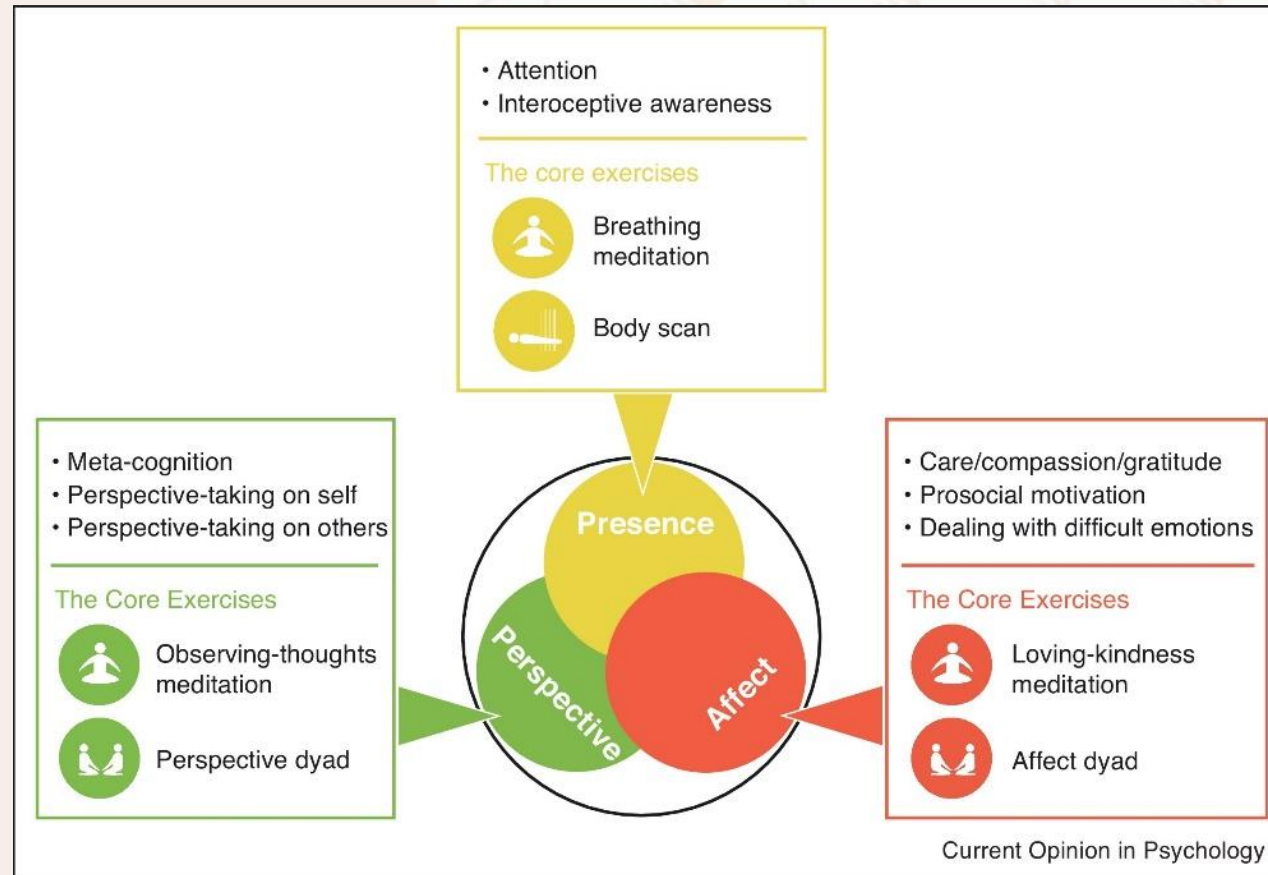 • Attention
• Interoceptive awareness
The core exercises
Breathing
meditation
Body scan
• Meta-cognition
• Perspective-taking on self
• Perspective-taking on others
The Core Exercises
Observing-thoughts
meditation
Perspective dyad
Presence
Perspective
Affect
• Care/compassion/gratitude
• Prosocial motivation
• Dealing with difficult emotions
The Core Exercises
Loving-kindness
meditation
Affect dyad
Current Opinion in Psychology